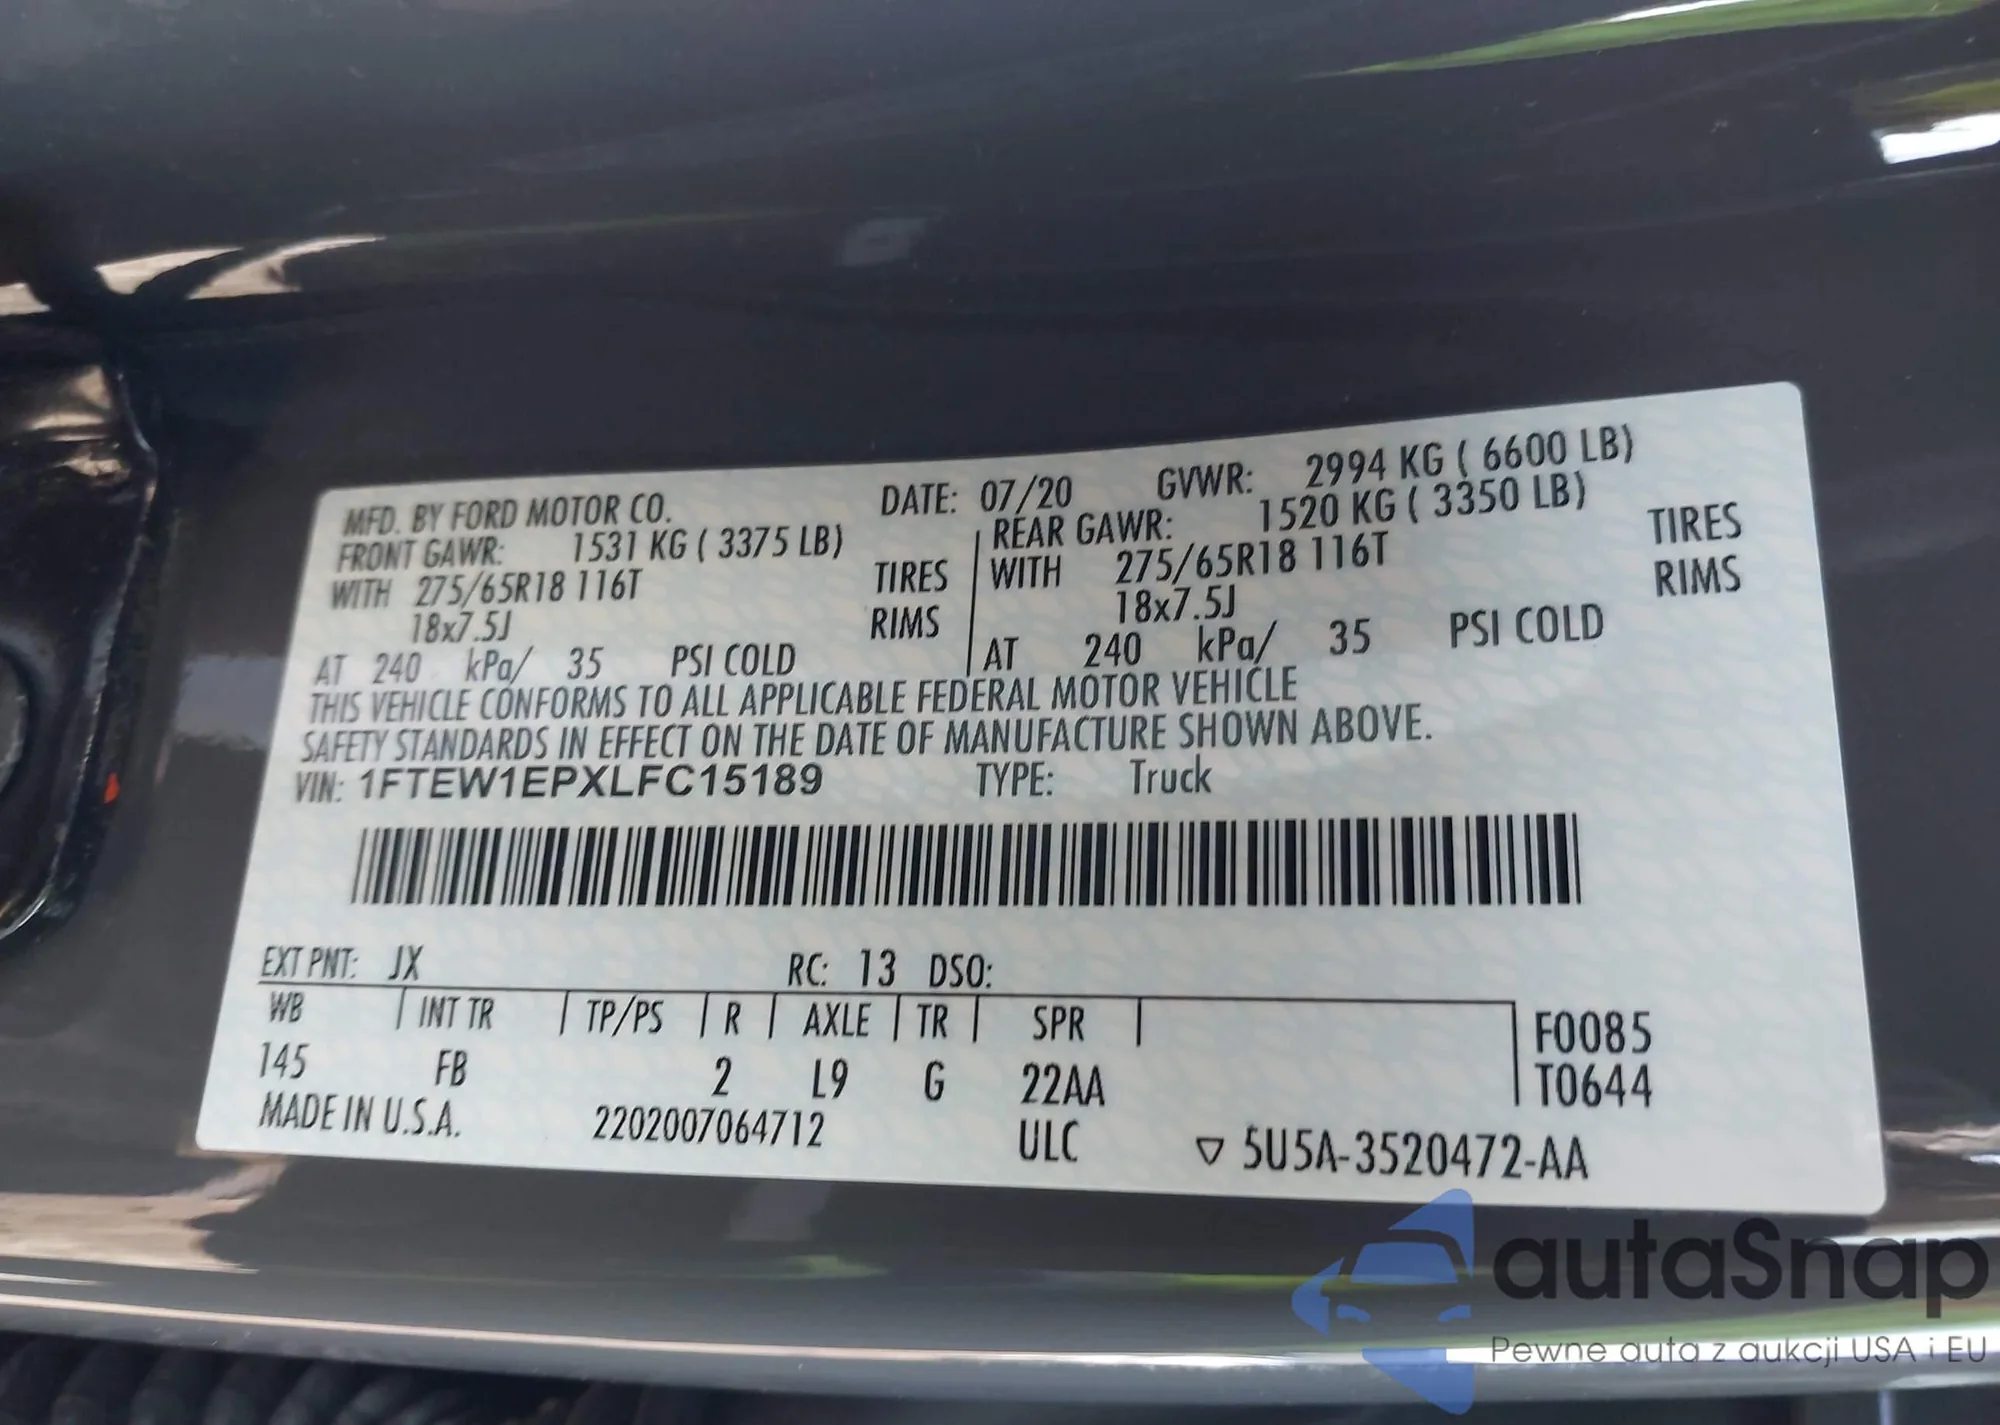 MFD. BY FORD MOTOR CO. DATE: 07/20 GVWR: 2994 KG ( 6600 LB)
FRONT GAWR: 1531 KG ( 3375 LB) REAR GAWR: 1520 KG ( 3350 LB)
WITH 275/65R18 116T TIRES WITH 275/65R18 116T TIRES
18x7.5J RIMS 18x7.5J RIMS
AT 240 kPa/ 35 PSI COLD AT 240 kPa/ 35 PSI COLD
THIS VEHICLE CONFORMS TO ALL APPLICABLE FEDERAL MOTOR VEHICLE
SAFETY STANDARDS IN EFFECT ON THE DATE OF MANUFACTURE SHOWN ABOVE.
VIN: 1FTEW1EPXLFC15189 TYPE: Truck
EXT PNT: JX RC: 13 DSO:
WB INT TR TP/PS R AXLE TR SPR F0085
145 FB 2 L9 G 22AA T0644
MADE IN U.S.A. 2202007064712 ULC ▽ 5U5A-3520472-AA
autaSnap
Pewne auta z aukcji USA i EU